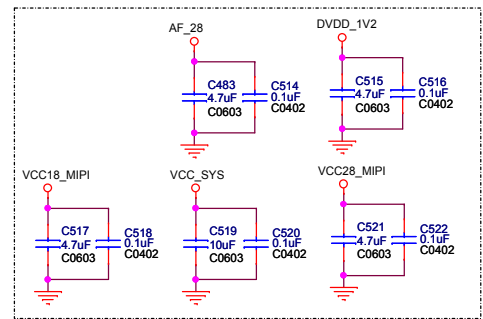 AF_28
DVDD_1V2
C483
4.7uF
C0603
C514
0.1uF
C0402
C515
4.7uF
C0603
C516
0.1uF
C0402
VCC18_MIPI
VCC_SYS
VCC28_MIPI
C517
4.7uF
C0603
C518
0.1uF
C0402
C519
10uF
C0603
C520
0.1uF
C0402
C521
4.7uF
C0603
C522
0.1uF
C0402